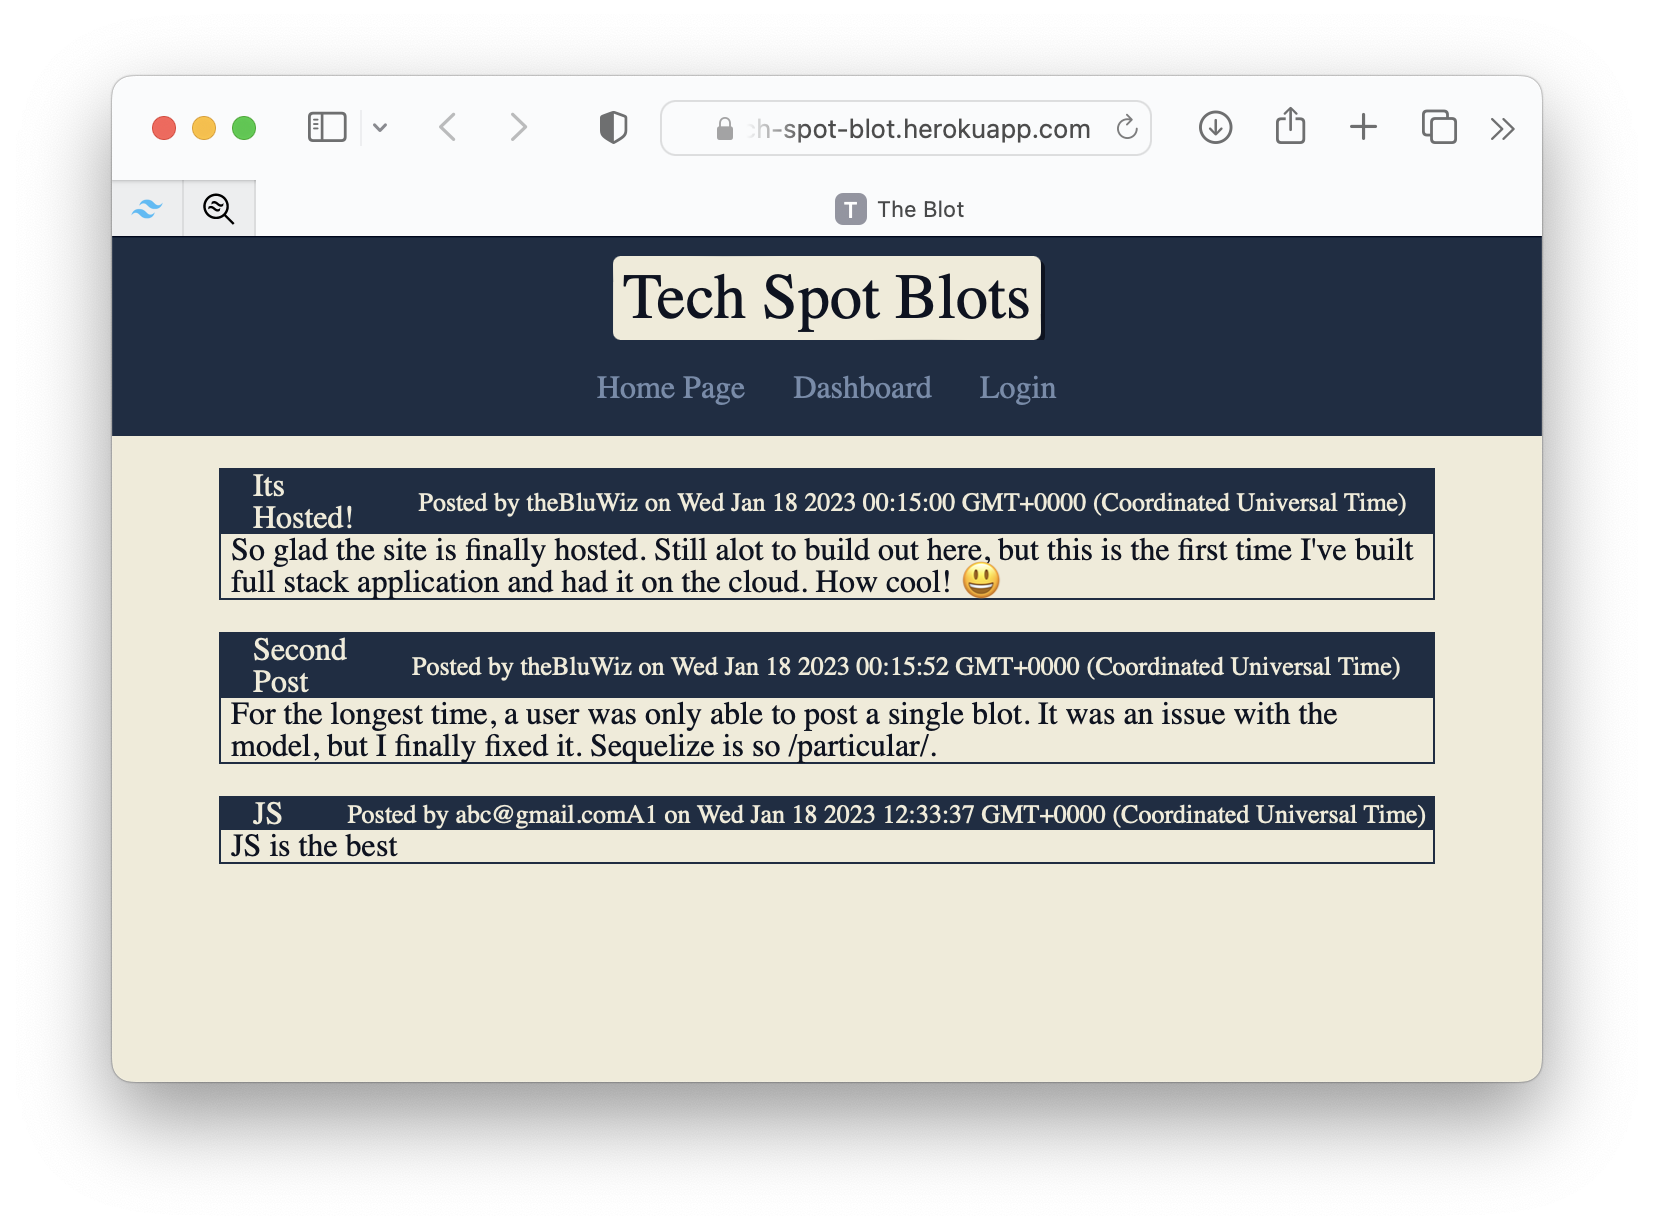 ch-spot-blot.herokuapp.com
T The Blot
Tech Spot Blots
Home Page Dashboard Login
Its
Hosted!
Posted by theBluWiz on Wed Jan 18 2023 00:15:00 GMT+0000 (Coordinated Universal Time)
So glad the site is finally hosted. Still alot to build out here, but this is the first time I've built
full stack application and had it on the cloud. How cool! 😃
Second
Post
Posted by theBluWiz on Wed Jan 18 2023 00:15:52 GMT+0000 (Coordinated Universal Time)
For the longest time, a user was only able to post a single blot. It was an issue with the
model, but I finally fixed it. Sequelize is so /particular/.
JS Posted by abc@gmail.comA1 on Wed Jan 18 2023 12:33:37 GMT+0000 (Coordinated Universal Time)
JS is the best